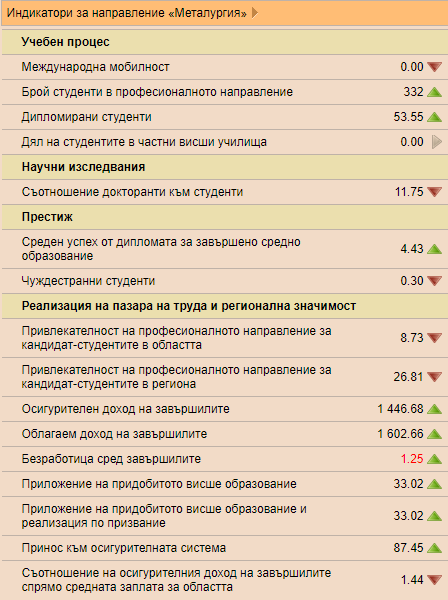 Индикатори за направление «Металургия»
Учебен процес
Международна мобилност 0.00
Брой студенти в професионалното направление 332
Дипломирани студенти 53.55
Дял на студентите в частни висши училища 0.00
Научни изследвания
Съотношение докторанти към студенти 11.75
Престиж
Среден успех от дипломата за завършено средно
образование 4.43
Чуждестранни студенти 0.30
Реализация на пазара на труда и регионална значимост
Привлекателност на професионалното направление за
кандидат-студентите в областта 8.73
Привлекателност на професионалното направление за
кандидат-студентите в региона 26.81
Осигурителен доход на завършилите 1 446.68
Облагаем доход на завършилите 1 602.66
Безработица сред завършилите 1.25
Приложение на придобитото висше образование 33.02
Приложение на придобитото висше образование и
реализация по призвание 33.02
Принос към осигурителната система 87.45
Съотношение на осигурителния доход на завършилите
спрямо средната заплата за областта 1.44